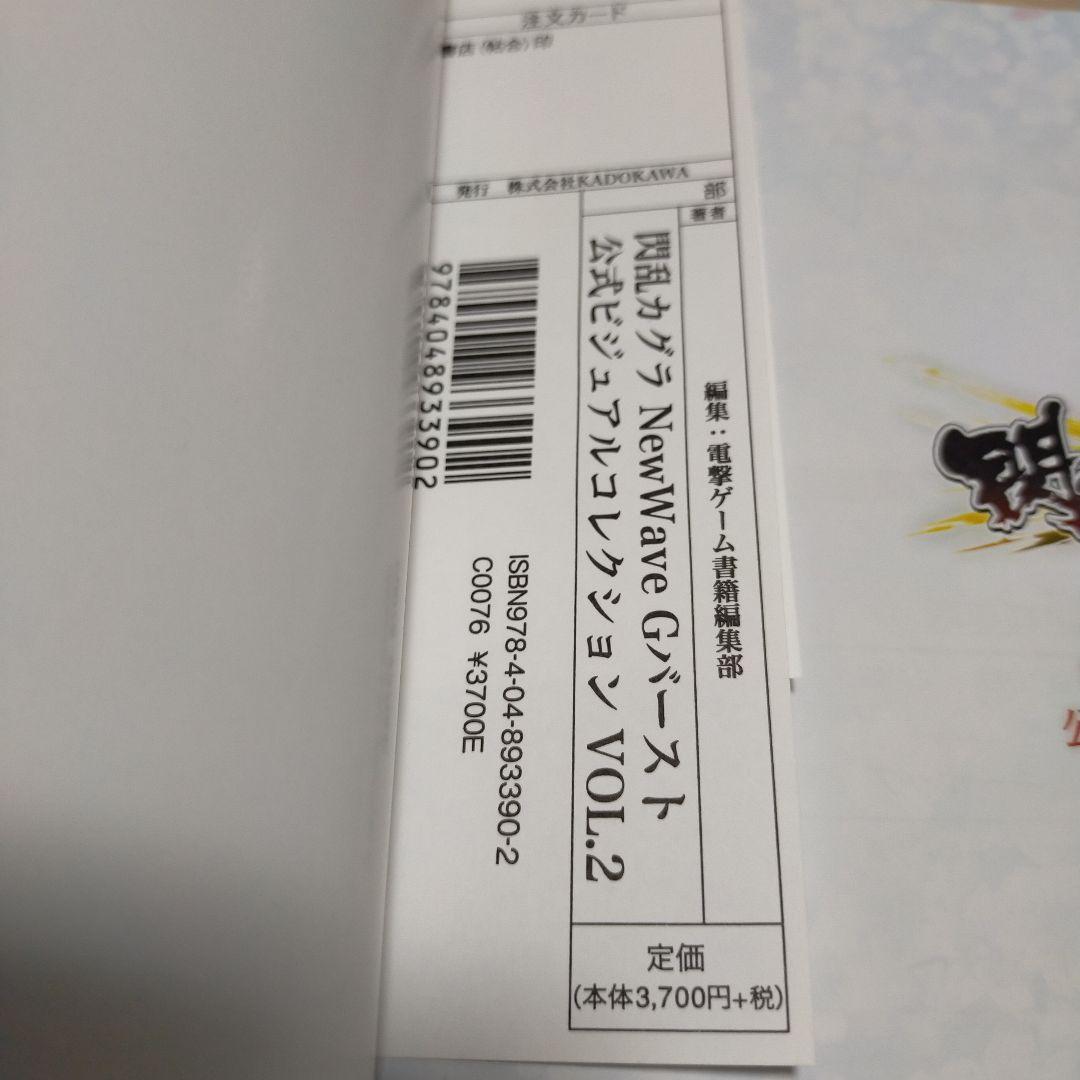 注文カード
書店(帖合)印
発行 株式会社KADOKAWA
部
著者
編集：電撃ゲーム書籍編集部
閃乱カグラ NewWave Gバースト
公式ビジュアルコレクション VOL.2
9784048933902
ISBN978-4-04-893390-2
C0076 ¥3700E
定価
(本体3,700円+税)
公